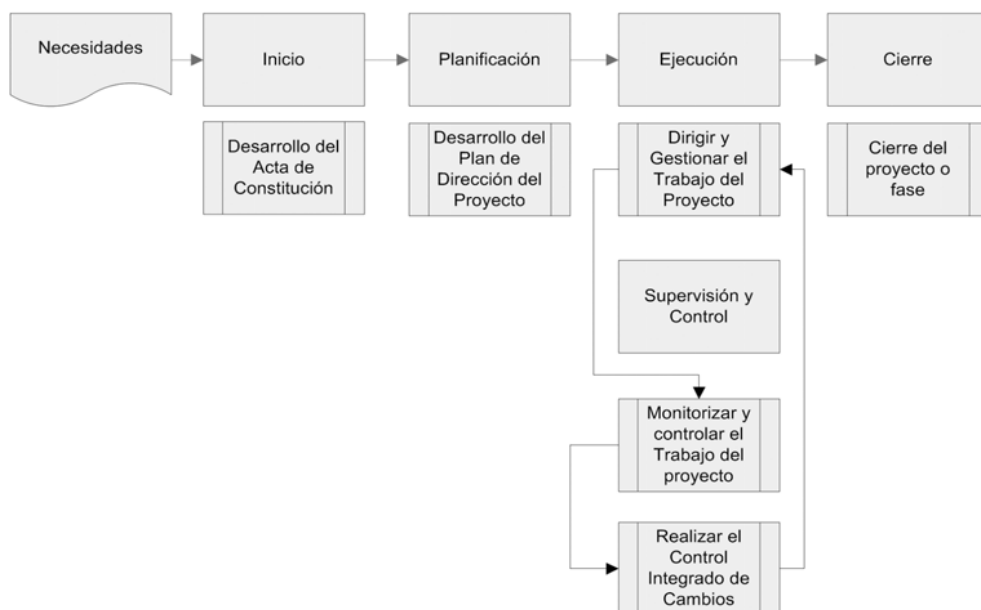 Necesidades
Inicio
Planificación
Ejecución
Cierre
Desarrollo del
Acta de
Constitución
Desarrollo del
Plan de
Dirección del
Proyecto
Dirigir y
Gestionar el
Trabajo del
Proyecto
Cierre del
proyecto o
fase
Supervisión y
Control
Monitorizar y
controlar el
Trabajo del
proyecto
Realizar el
Control
Integrado de
Cambios